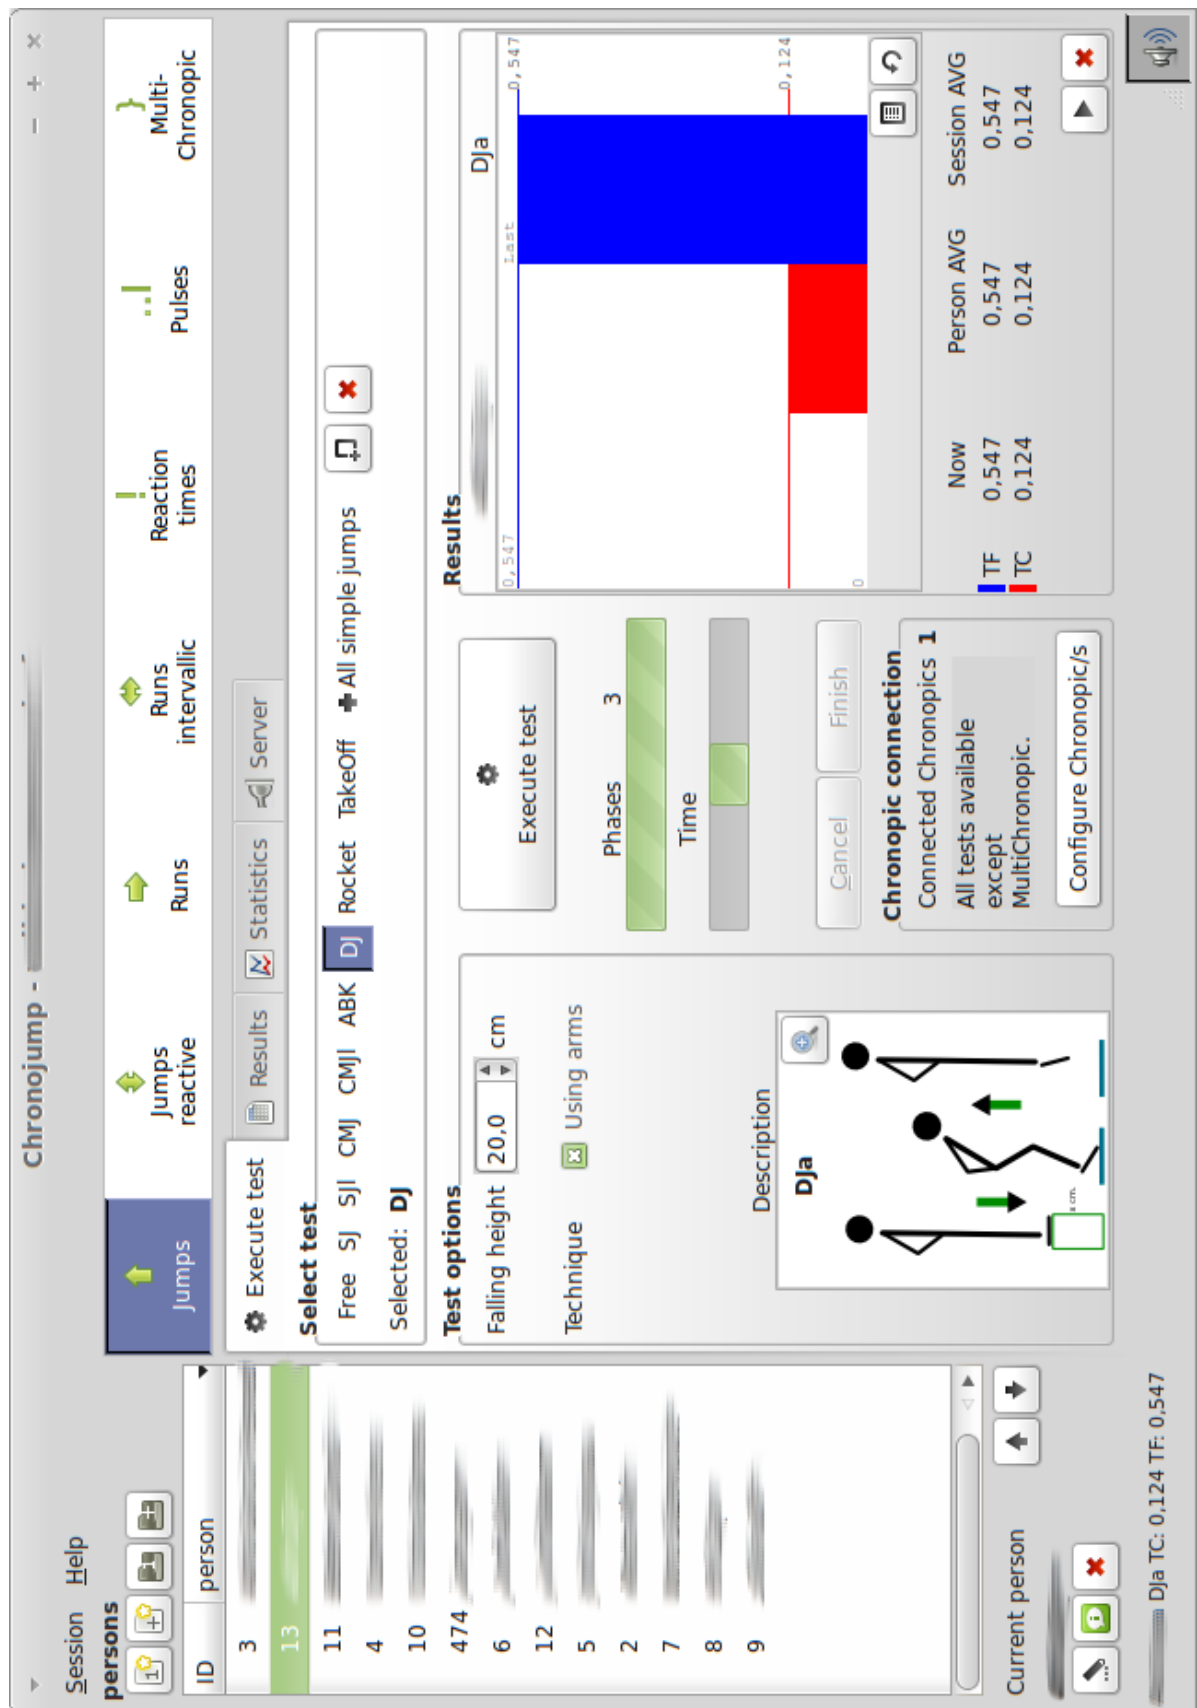 Chronojump -
Session Help
persons
ID person
3
13
11
4
10
474
6
12
5
2
7
8
9
Current person
Jumps
Jumps
reactive
Runs
Runs
intervallic
Reaction
times
Pulses
Multi-
Chronopic
Execute test
Results
Statistics
Server
Select test
Free SJ SJl CMJ CMJl ABK DJ Rocket TakeOff All simple jumps
Selected: DJ
Test options
Falling height 20,0 cm
Technique Using arms
Description
DJa
x cm.
Execute test
Phases 3
Time
Cancel Finish
Chronopic connection
Connected Chronopics 1
All tests available
except
MultiChronopic.
Configure Chronopic/s
Results
DJa
0,547 Last 0,547
0,124
0
Now Person AVG Session AVG
TF 0,547 0,547 0,547
TC 0,124 0,124 0,124
DJa TC: 0,124 TF: 0,547